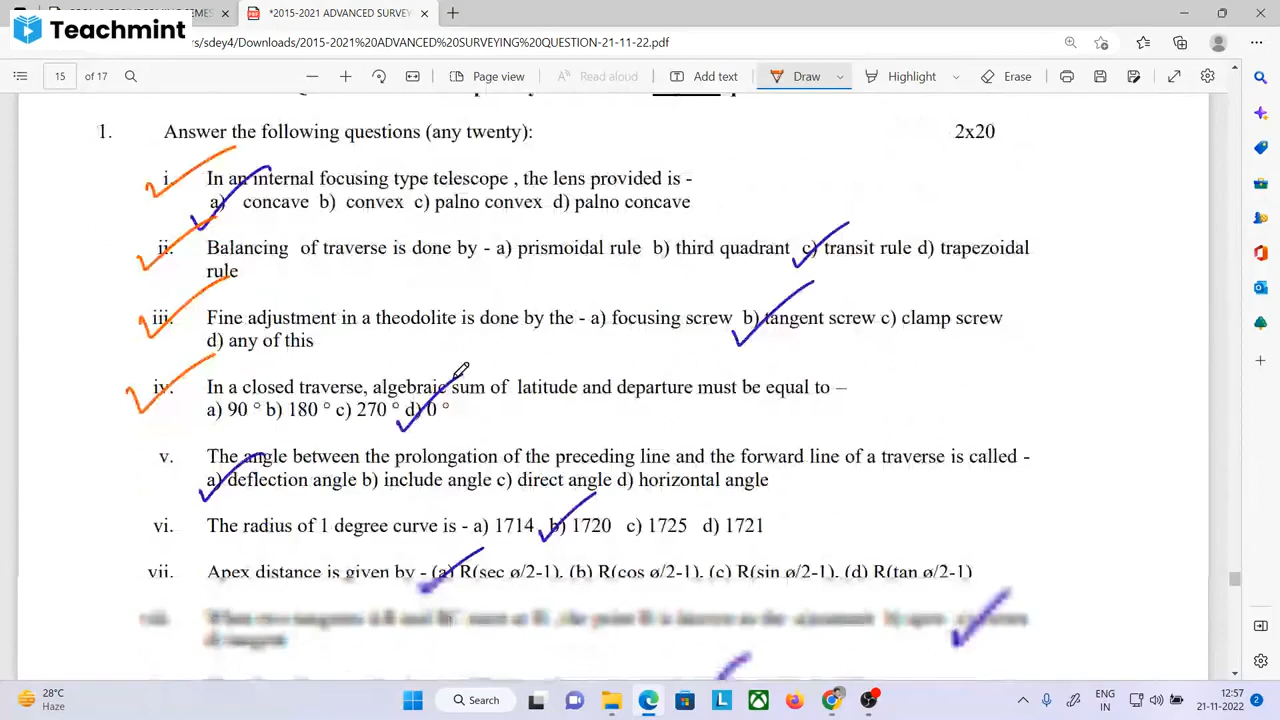 *2015-2021 ADVANCED SURVEY
Teachmint
rs/sdey4/Downloads/2015-2021%20ADVANCED%20SURVEYING%20QUESTION-21-11-22.pdf
15 of 17
Page view
Read aloud
Add text
Draw
Highlight
Erase
1. Answer the following questions (any twenty): 2x20
i. In an internal focusing type telescope , the lens provided is -
a) concave b) convex c) palno convex d) palno concave
ii. Balancing of traverse is done by - a) prismoidal rule b) third quadrant c) transit rule d) trapezoidal
rule
iii. Fine adjustment in a theodolite is done by the - a) focusing screw b) tangent screw c) clamp screw
d) any of this
iv. In a closed traverse, algebraic sum of latitude and departure must be equal to –
a) 90 ° b) 180 ° c) 270 ° d) 0 °
v. The angle between the prolongation of the preceding line and the forward line of a traverse is called -
a) deflection angle b) include angle c) direct angle d) horizontal angle
vi. The radius of 1 degree curve is - a) 1714 b) 1720 c) 1725 d) 1721
vii. Apex distance is given by - (a) R(sec ø/2-1), (b) R(cos ø/2-1), (c) R(sin ø/2-1), (d) R(tan ø/2-1)
28°C
Haze
Search
ENG
IN
12:57
21-11-2022
2